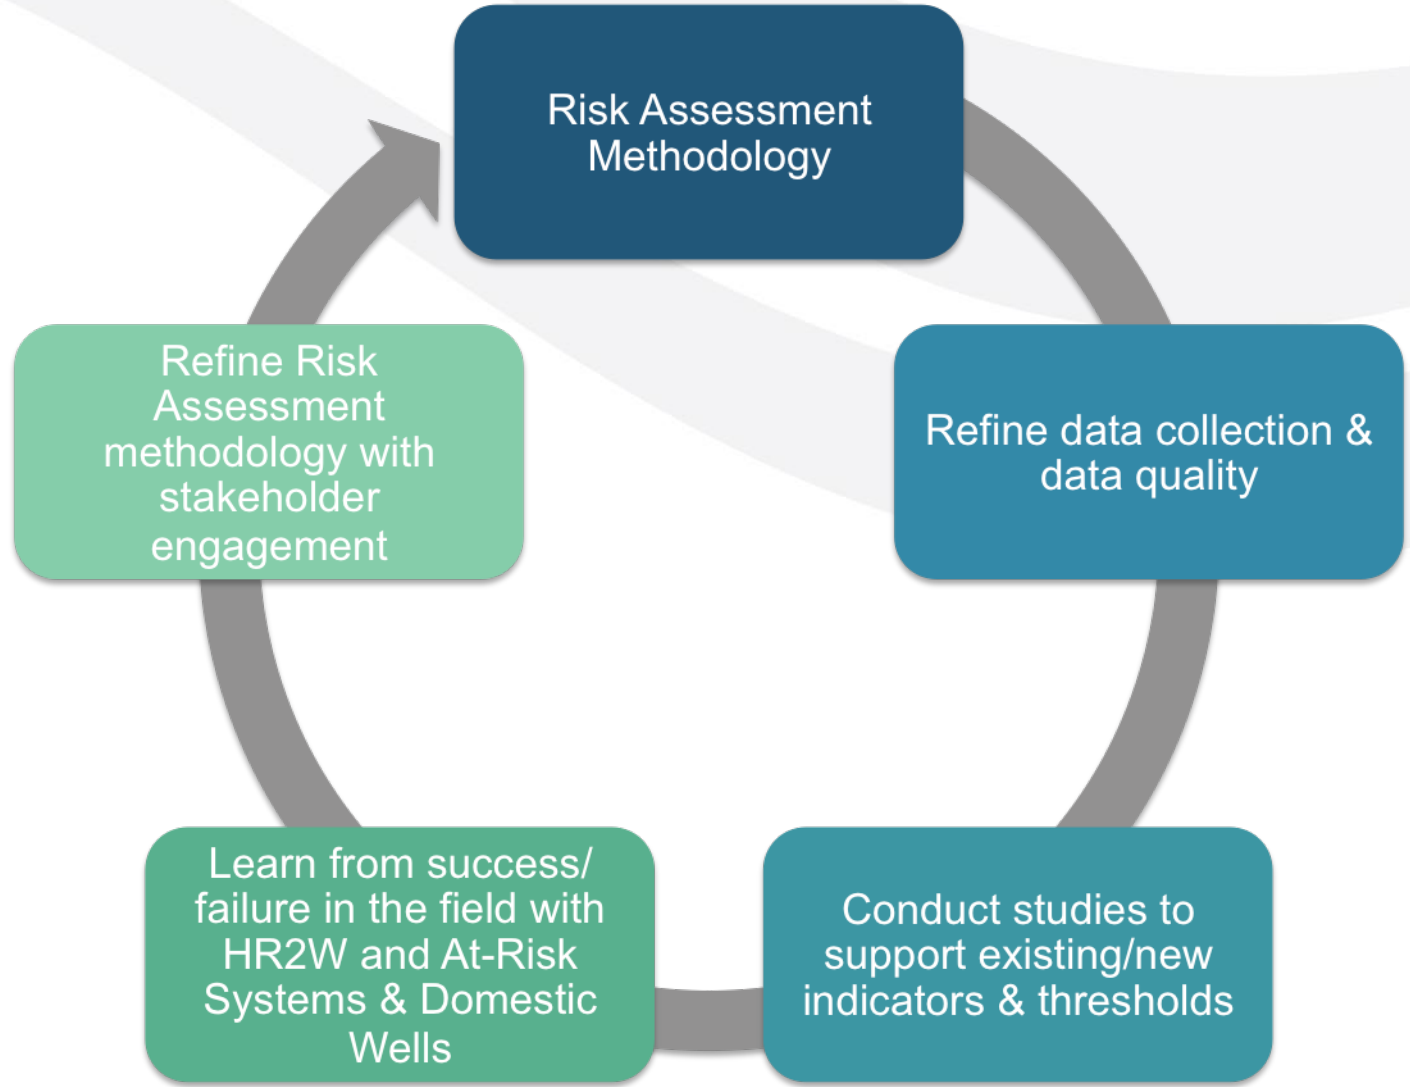 Risk Assessment
Methodology
Refine data collection &
data quality
Conduct studies to
support existing/new
indicators & thresholds
Learn from success/
failure in the field with
HR2W and At-Risk
Systems & Domestic
Wells
Refine Risk
Assessment
methodology with
stakeholder
engagement